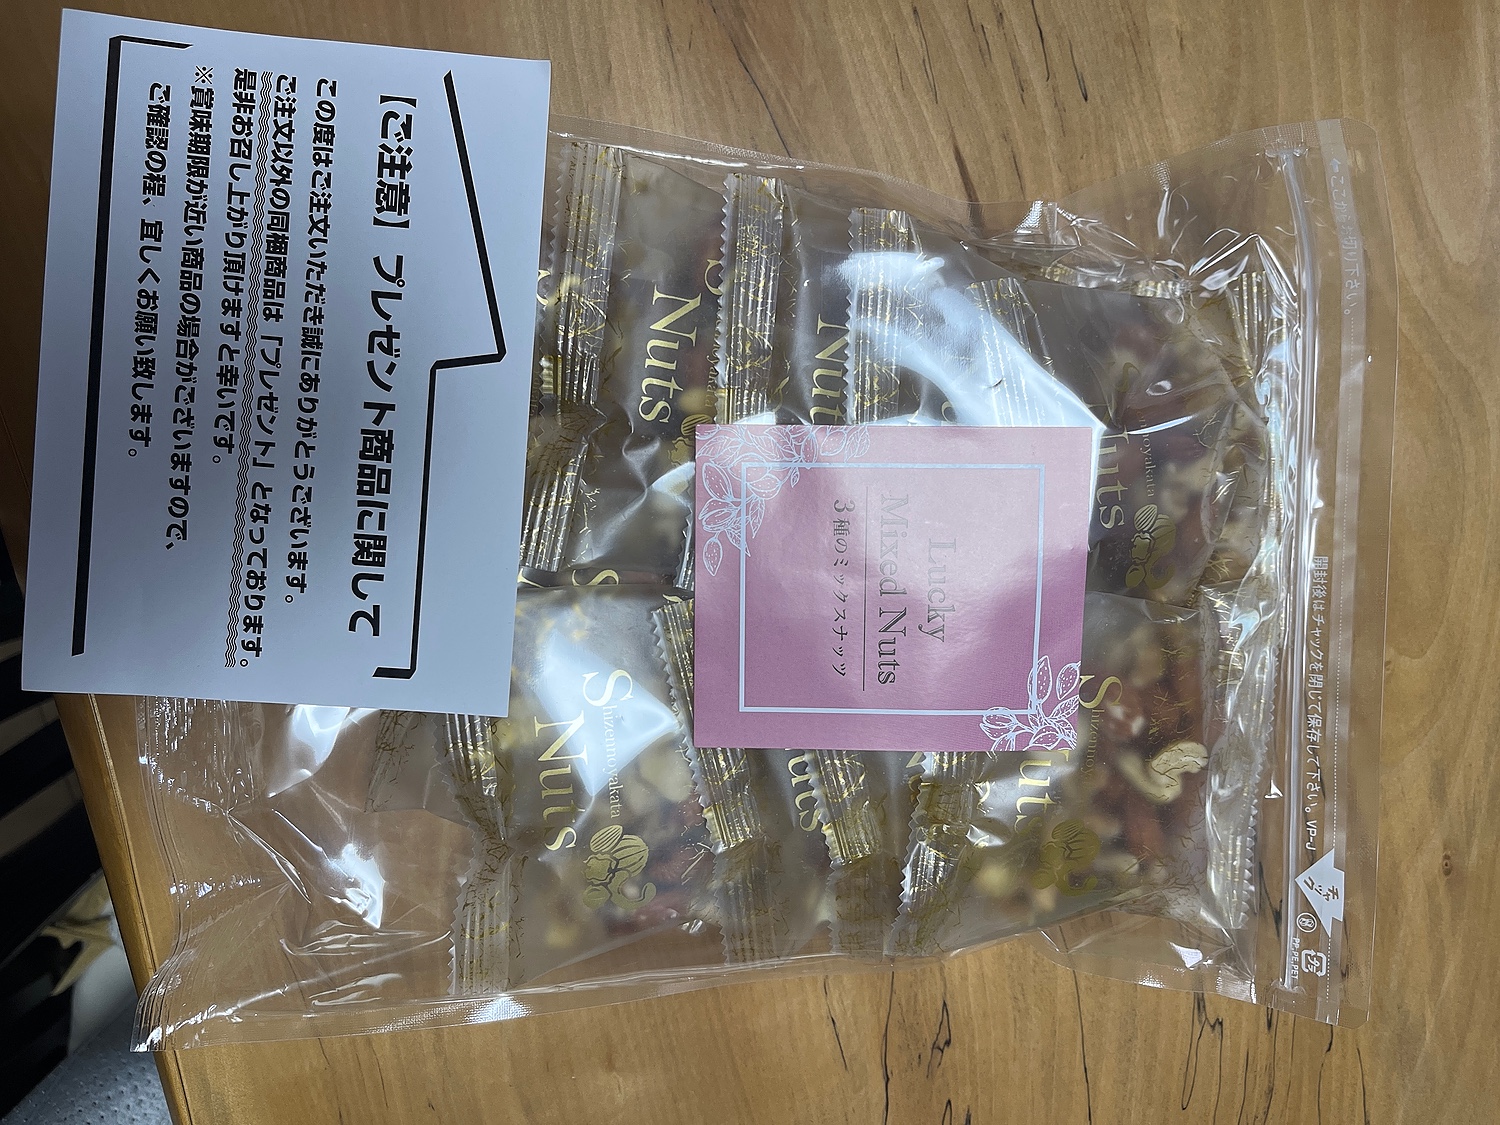 【ご注意】プレゼント商品に関して
この度はご注文いただき誠にありがとうございます。
ご注文以外の同梱商品は「プレゼント」となっております。
是非お召し上がり頂けますと幸いです。
※賞味期限が近い商品の場合がございますので、
ご確認の程、宜しくお願い致します。
←ここから切り下さい。
開封後はチャックを閉じて保存して下さい。 VP-J
チャック
PP,PE,PET
Lucky
Mixed Nuts
3種のミックスナッツ
Nuts
Nuts
Shizennoyakata
Nuts
Nuts